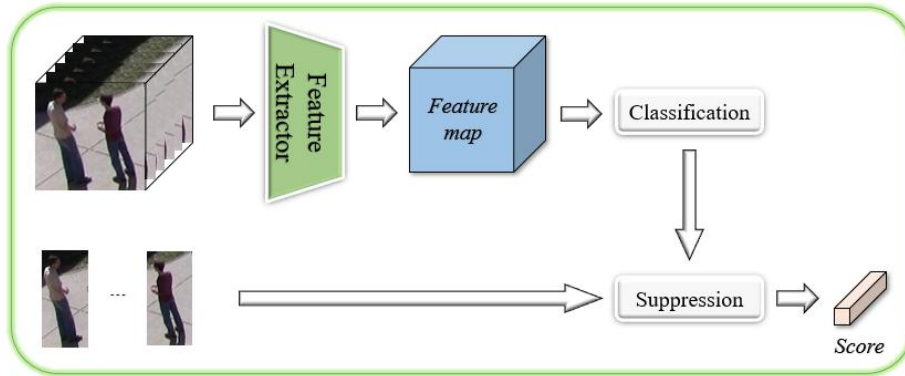 Feature
Extractor
Feature
map
Classification
...
Suppression
Score